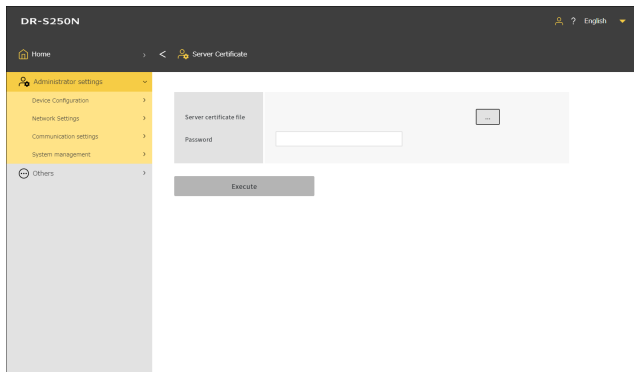 DR-S250N
? English
Home
< Server Certificate
Administrator settings
Device Configuration
Network Settings
Communication settings
System management
Others
Server certificate file
...
Password
Execute